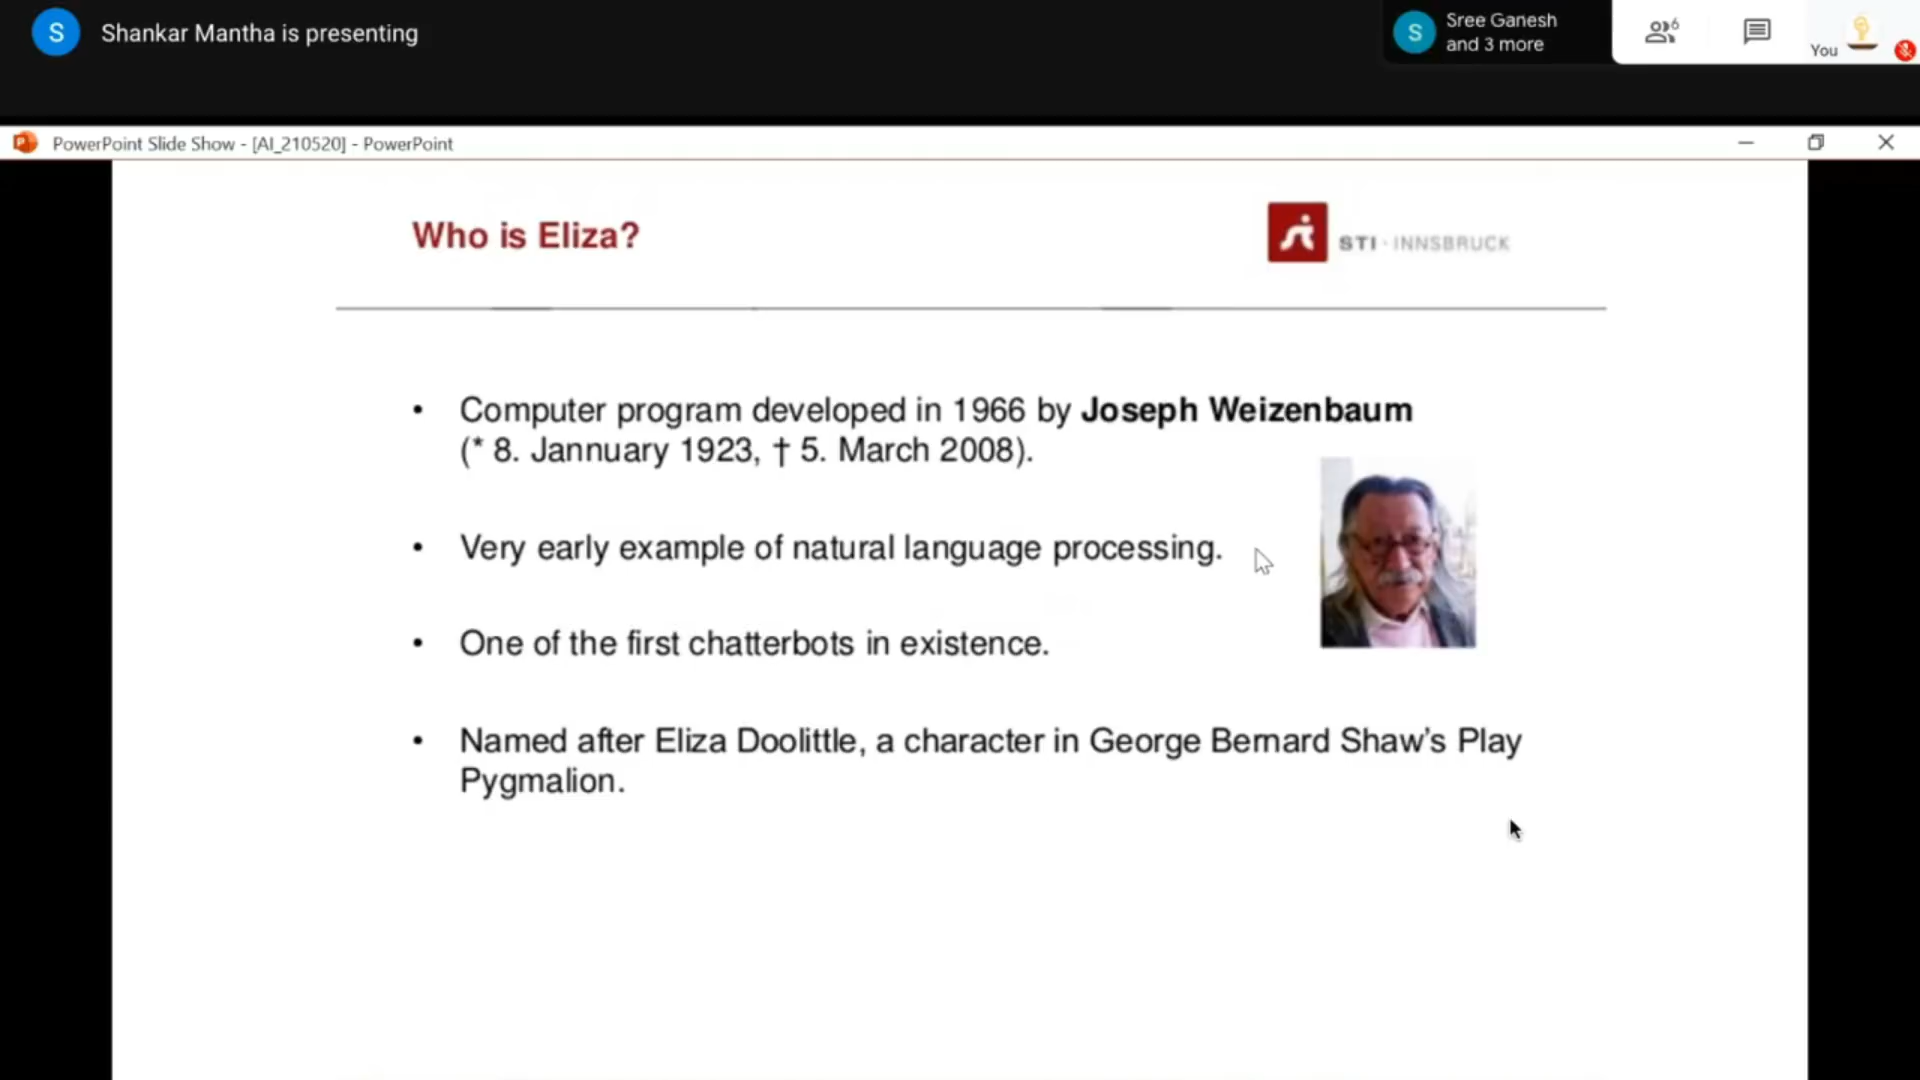 S
Shankar Mantha is presenting
S
Sree Ganesh
and 3 more
6
You
PowerPoint Slide Show - [AI_210520] - PowerPoint
Who is Eliza?
STI · INNSBRUCK
• Computer program developed in 1966 by Joseph Weizenbaum
(* 8. Jannuary 1923, † 5. March 2008).
• Very early example of natural language processing.
• One of the first chatterbots in existence.
• Named after Eliza Doolittle, a character in George Bernard Shaw's Play
Pygmalion.